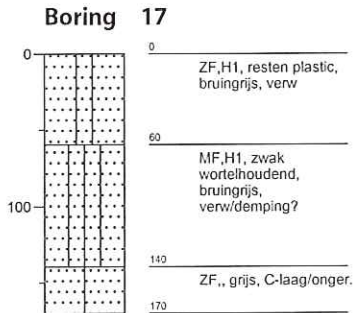 Boring 17
0
0
ZF,H1, resten plastic,
bruingrijs, verw
60
MF,H1, zwak
wortelhoudend,
bruingrijs,
verw/demping?
100
140
ZF,, grijs, C-laag/onger.
170